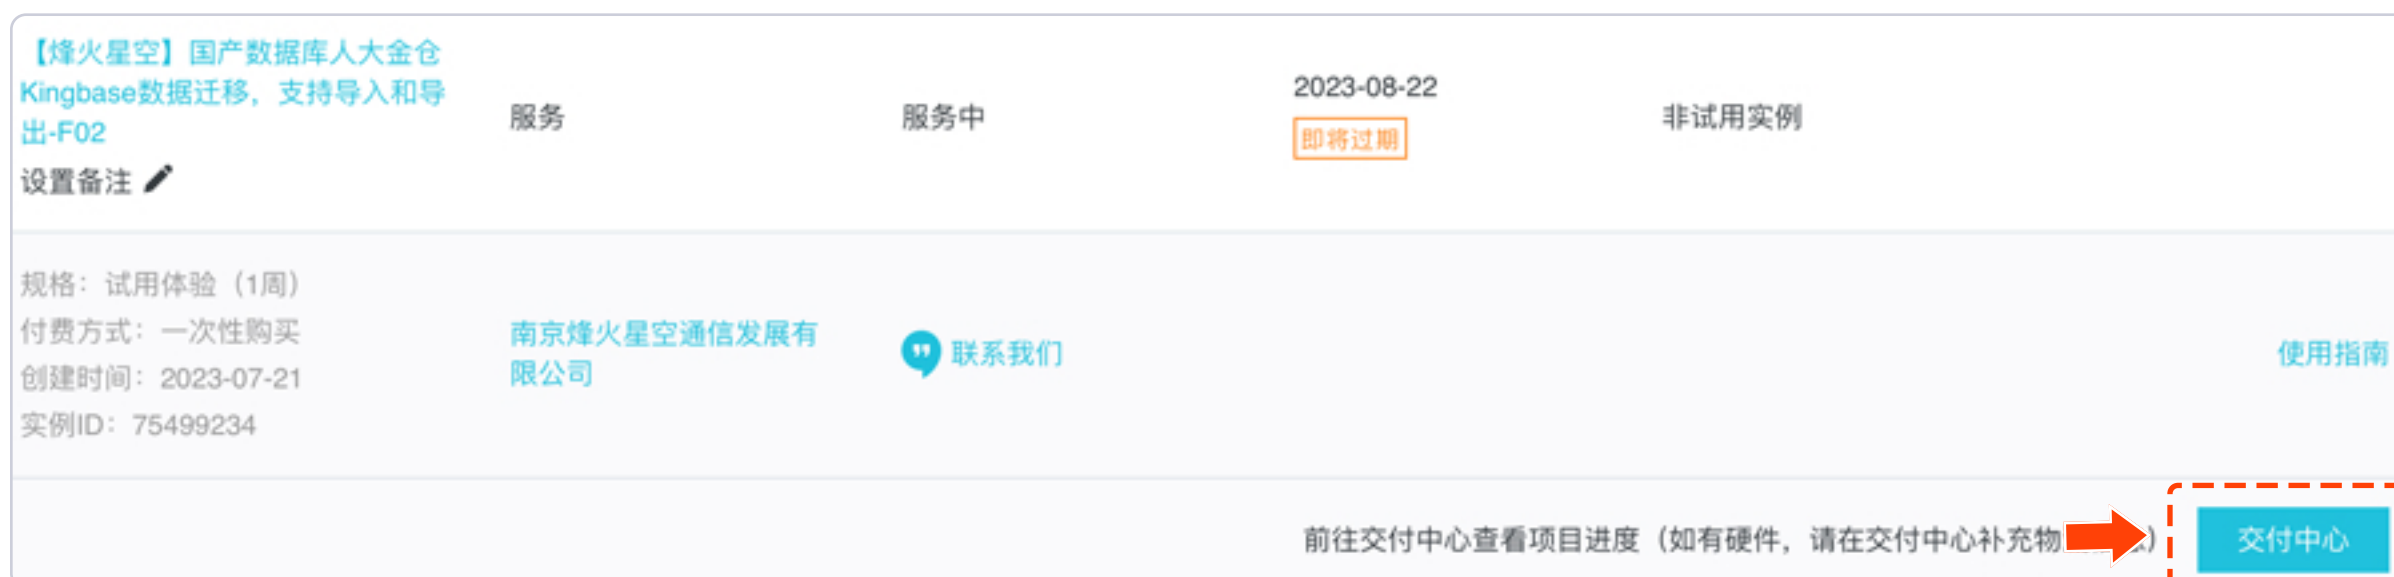 【烽火星空】国产数据库人大金仓
Kingbase数据迁移，支持导入和导
出-F02
设置备注
服务
服务中
2023-08-22
即将过期
非试用实例
规格：试用体验（1周）
付费方式：一次性购买
创建时间：2023-07-21
实例ID：75499234
南京烽火星空通信发展有
限公司
联系我们
使用指南
前往交付中心查看项目进度（如有硬件，请在交付中心补充物）
交付中心